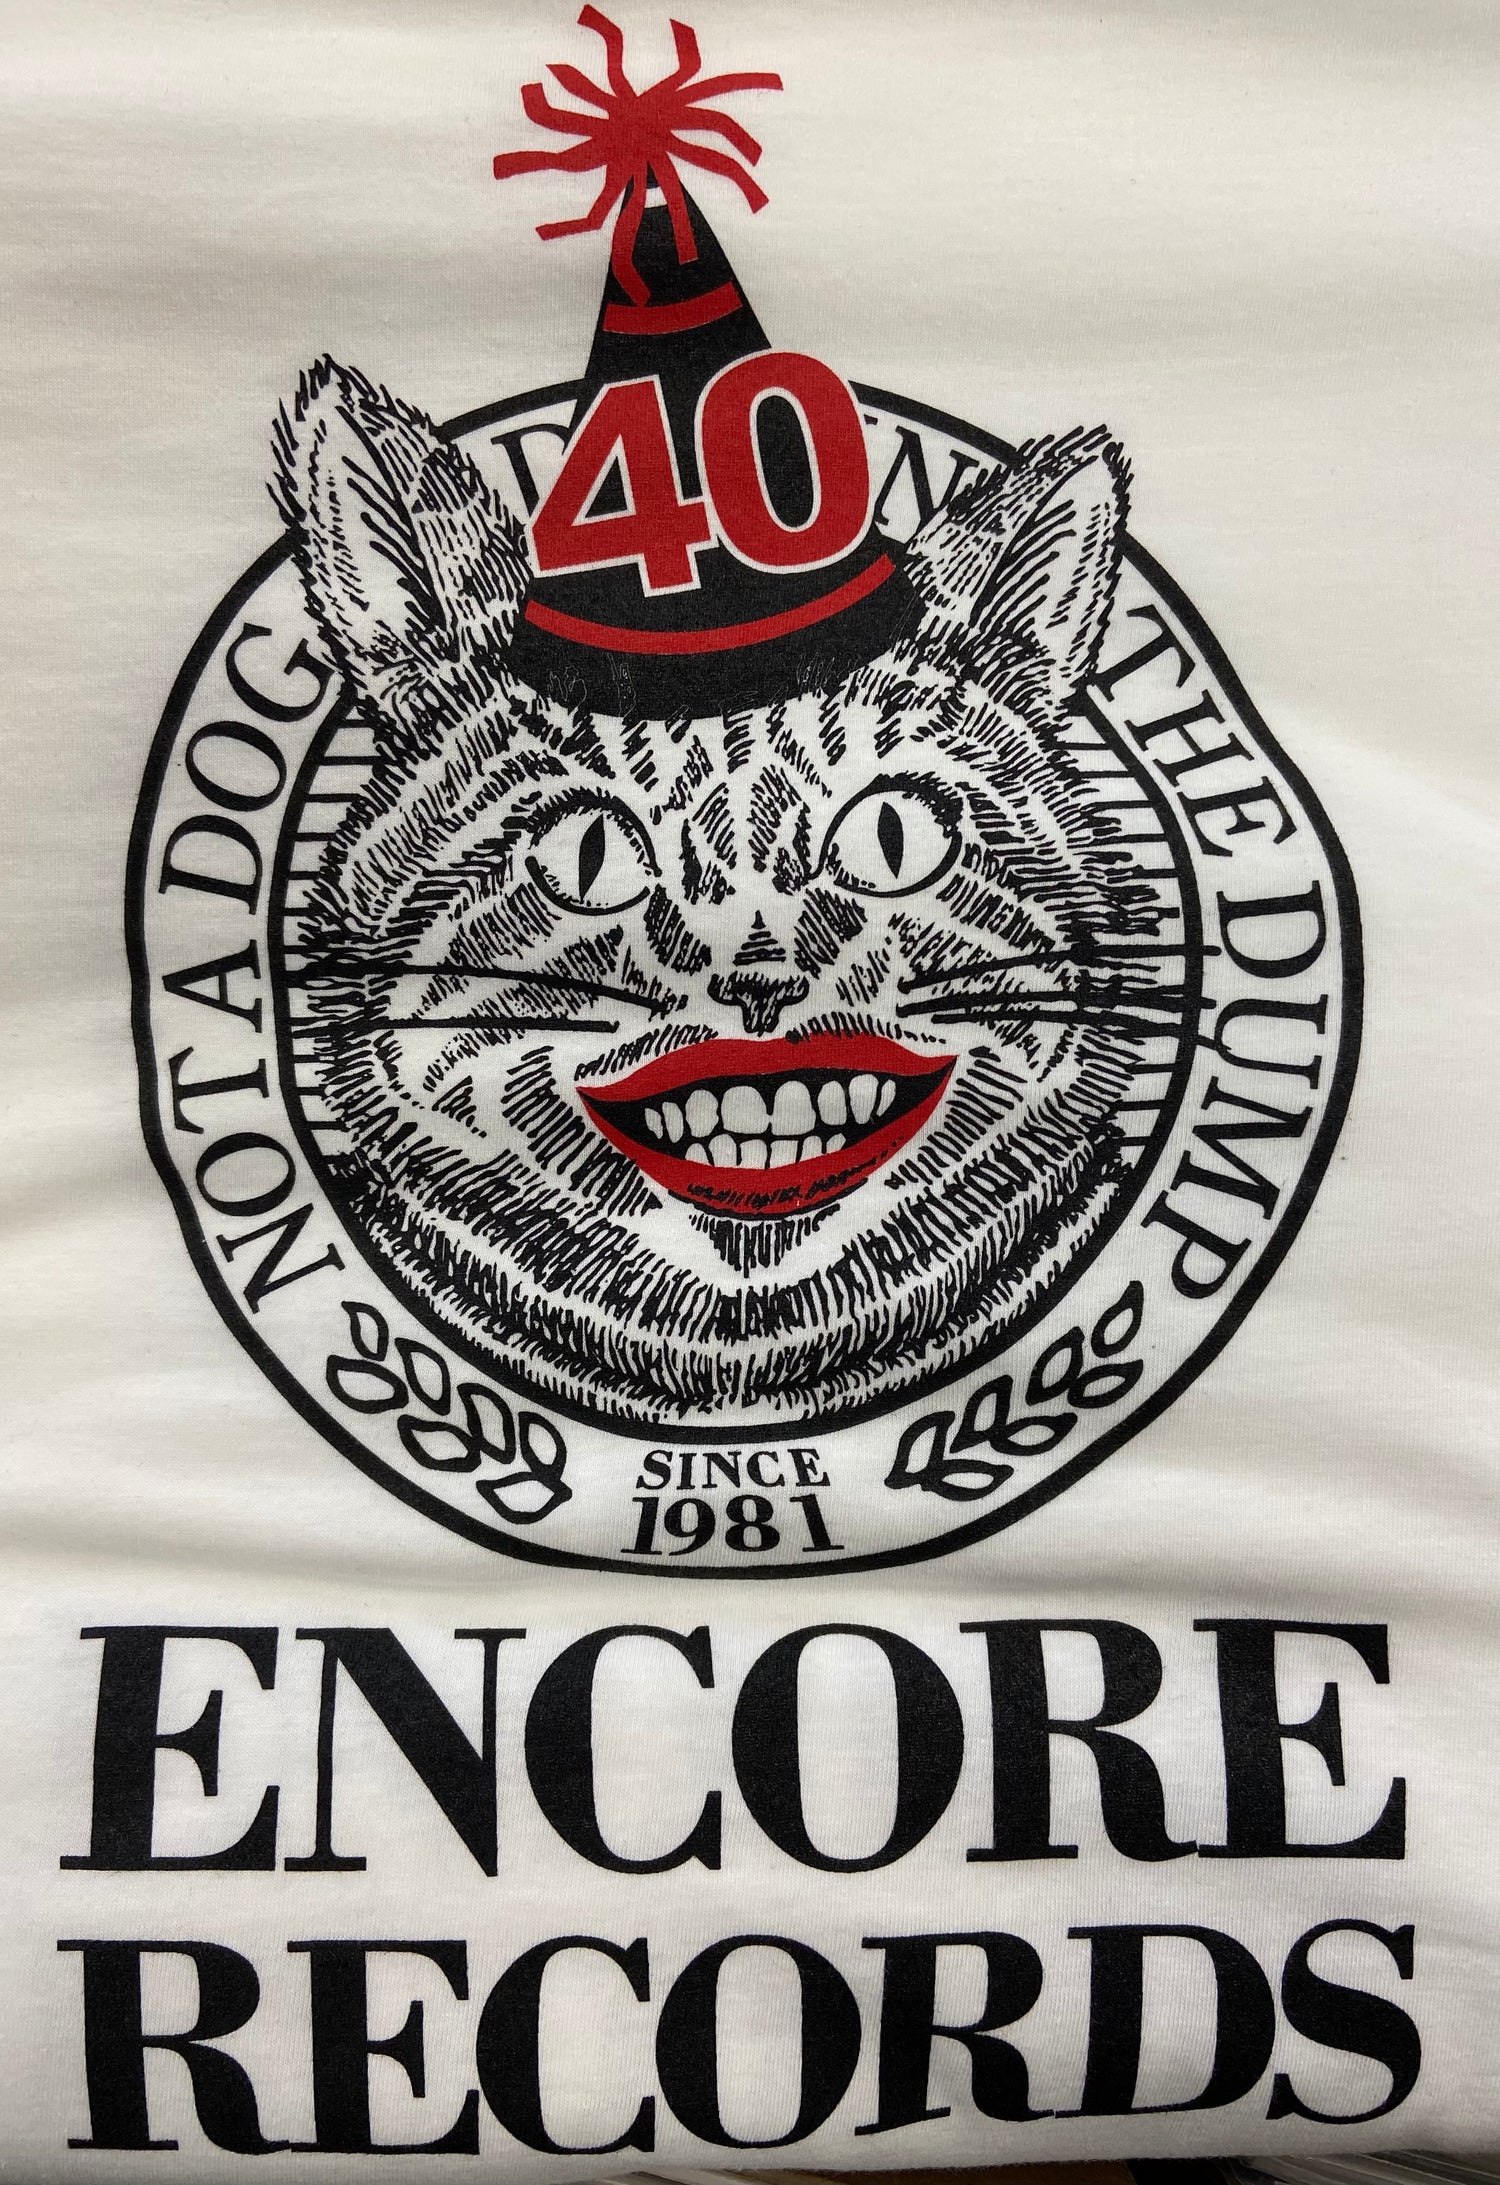 40
NOT A DOG
THE DUMP
SINCE
1981
ENCORE
RECORDS